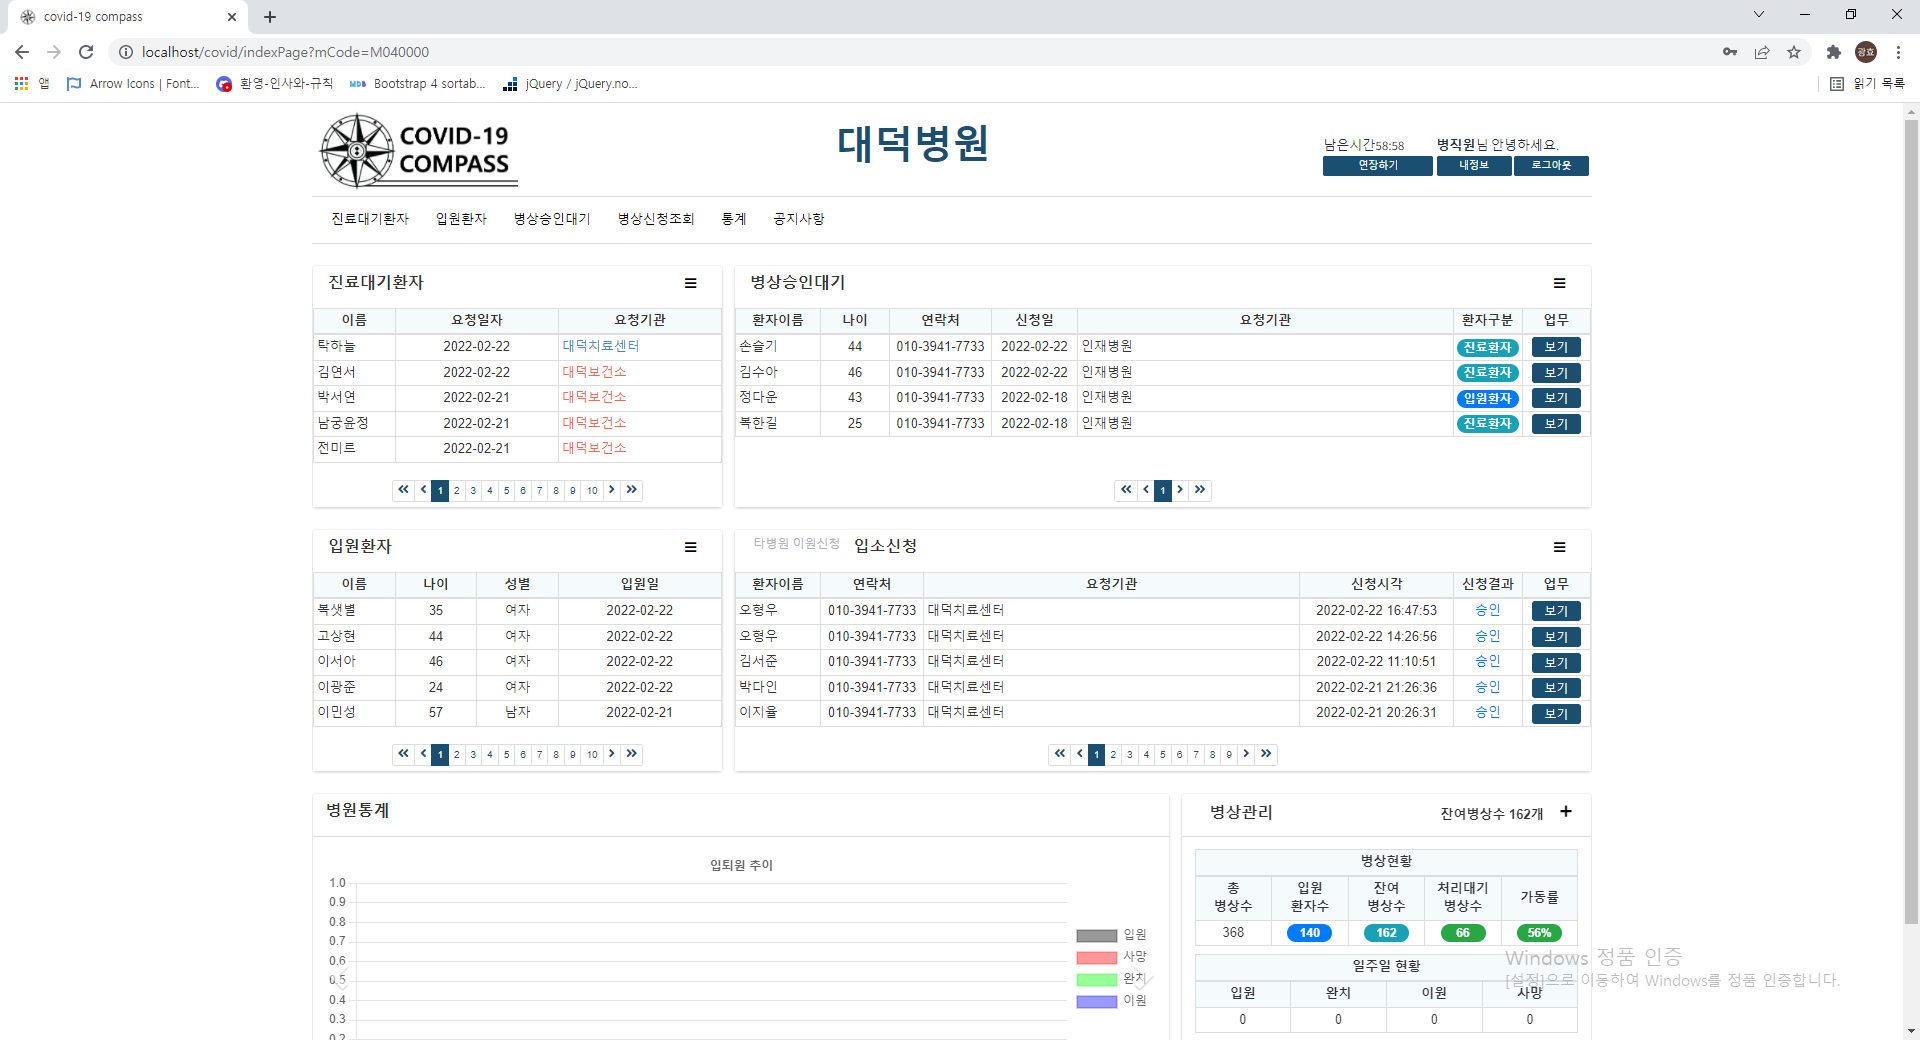 covid-19 compass
localhost/covid/indexPage?mCode=M040000
광효
앱 Arrow Icons | Font... 환영-인사와-규칙 MDB Bootstrap 4 sortab... jQuery / jQuery.no... 읽기 목록
COVID-19
COMPASS
대덕병원
남은시간58:58 병직원님 안녕하세요.
연장하기 내정보 로그아웃
진료대기환자 입원환자 병상승인대기 병상신청조회 통계 공지사항
진료대기환자
이름 요청일자 요청기관
탁하늘 2022-02-22 대덕치료센터
김연서 2022-02-22 대덕보건소
박서연 2022-02-21 대덕보건소
남궁윤정 2022-02-21 대덕보건소
전미르 2022-02-21 대덕보건소
1 2 3 4 5 6 7 8 9 10
병상승인대기
환자이름 나이 연락처 신청일 요청기관 환자구분 업무
손슬기 44 010-3941-7733 2022-02-22 인재병원 진료환자 보기
김수아 46 010-3941-7733 2022-02-22 인재병원 진료환자 보기
정다운 43 010-3941-7733 2022-02-18 인재병원 입원환자 보기
복한길 25 010-3941-7733 2022-02-18 인재병원 진료환자 보기
1
입원환자
이름 나이 성별 입원일
복샛별 35 여자 2022-02-22
고상현 44 여자 2022-02-22
이서아 46 여자 2022-02-22
이광준 24 여자 2022-02-22
이민성 57 남자 2022-02-21
1 2 3 4 5 6 7 8 9 10
타병원 이원신청 입소신청
환자이름 연락처 요청기관 신청시각 신청결과 업무
오형우 010-3941-7733 대덕치료센터 2022-02-22 16:47:53 승인 보기
오형우 010-3941-7733 대덕치료센터 2022-02-22 14:26:56 승인 보기
김서준 010-3941-7733 대덕치료센터 2022-02-22 11:10:51 승인 보기
박다인 010-3941-7733 대덕치료센터 2022-02-21 21:26:36 승인 보기
이지율 010-3941-7733 대덕치료센터 2022-02-21 20:26:31 승인 보기
1 2 3 4 5 6 7 8 9
병원통계
입퇴원 추이
1.0
0.9
0.8
0.7
0.6
0.5
0.4
0.3
0.2
입원
사망
완치
이원
병상관리 잔여병상수 162개
병상현황
총 병상수 입원 환자수 잔여 병상수 처리대기 병상수 가동률
368 140 162 66 56%
일주일 현황
입원 완치 이원 사망
0 0 0 0
Windows 정품 인증
[설정]으로 이동하여 Windows를 정품 인증합니다.